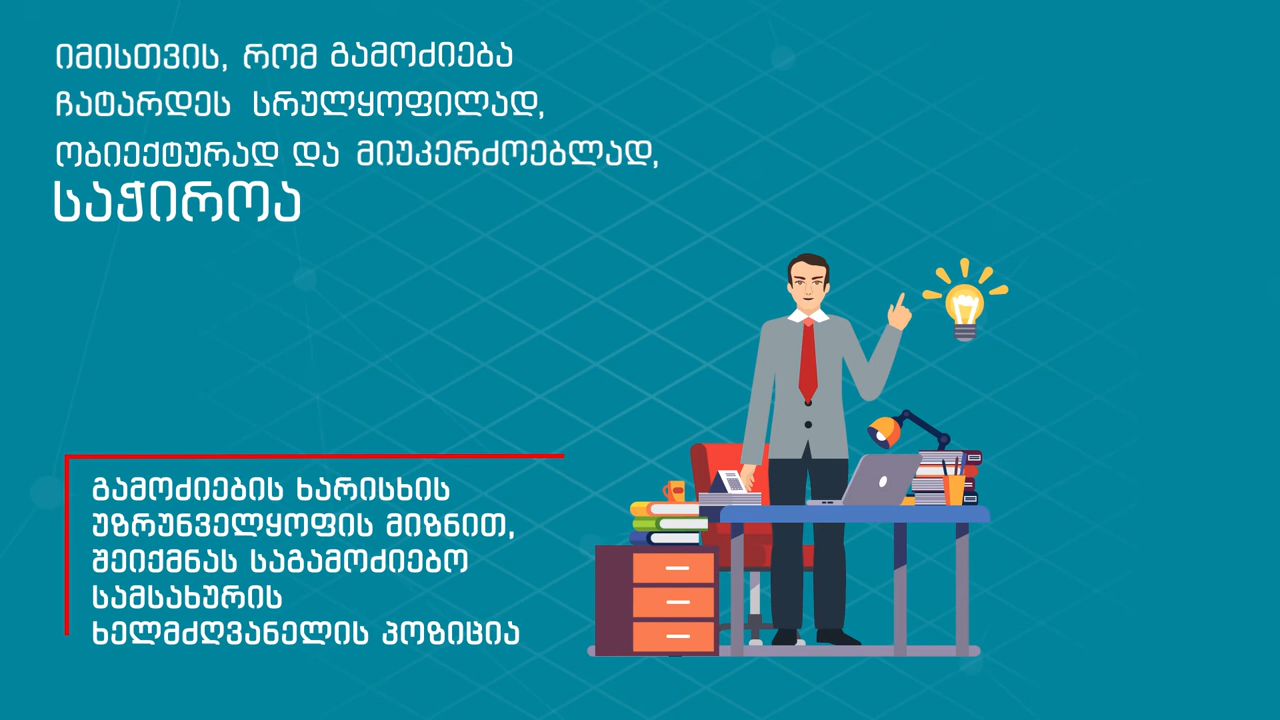 იმისთვის, რომ გამოძიება
ჩატარდეს სრულყოფილად,
ობიექტურად და მიუკერძოებლად,
საჭიროა
გამოძიების ხარისხის
უზრუნველყოფის მიზნით,
შეიქმნას საგამოძიებო
სამსახურის
ხელმძღვანელის პოზიცია